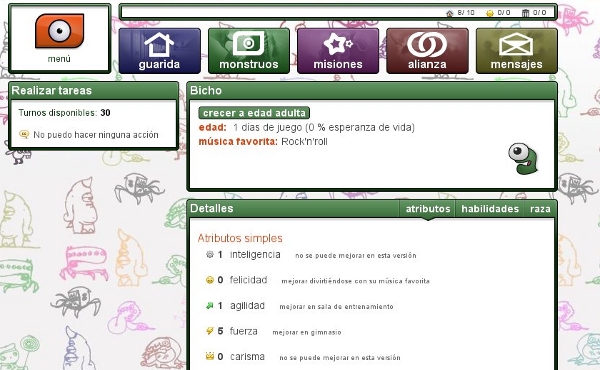 8/ 10 0/ 0 0/ 0
menú
guarida
monstruos
misiones
alianza
mensajes
Realizar tareas
Turnos disponibles: 30
No puedo hacer ninguna acción
Bicho
crecer a edad adulta
edad: 1 días de juego (0 % esperanza de vida)
música favorita: Rock'n'roll
Detalles
atributos
habilidades
raza
Atributos simples
1 inteligencia no se puede mejorar en esta versión
0 felicidad mejorar divirtiéndose con su música favorita
1 agilidad mejorar en sala de entrenamiento
5 fuerza mejorar en gimnasio
0 carisma no se puede mejorar en esta versión